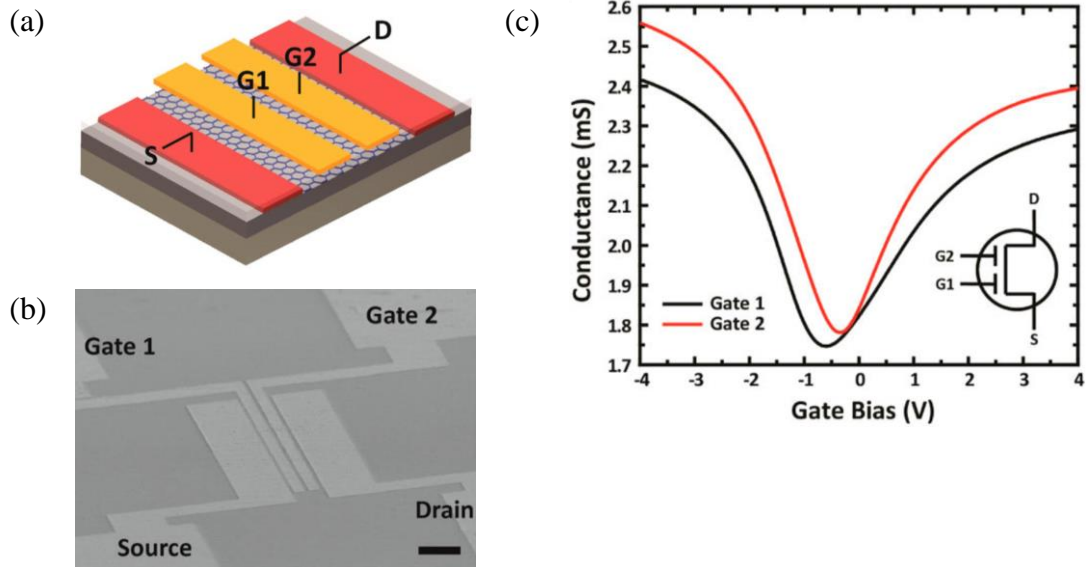 (a)
D
G2
G1
S
(b)
Gate 1
Gate 2
Drain
Source
(c)
Conductance (mS)
2.6
2.5
2.4
2.3
2.2
2.1
2.0
1.9
1.8
1.7
Gate 1
Gate 2
D
G2
G1
S
-4 -3 -2 -1 0 1 2 3 4
Gate Bias (V)